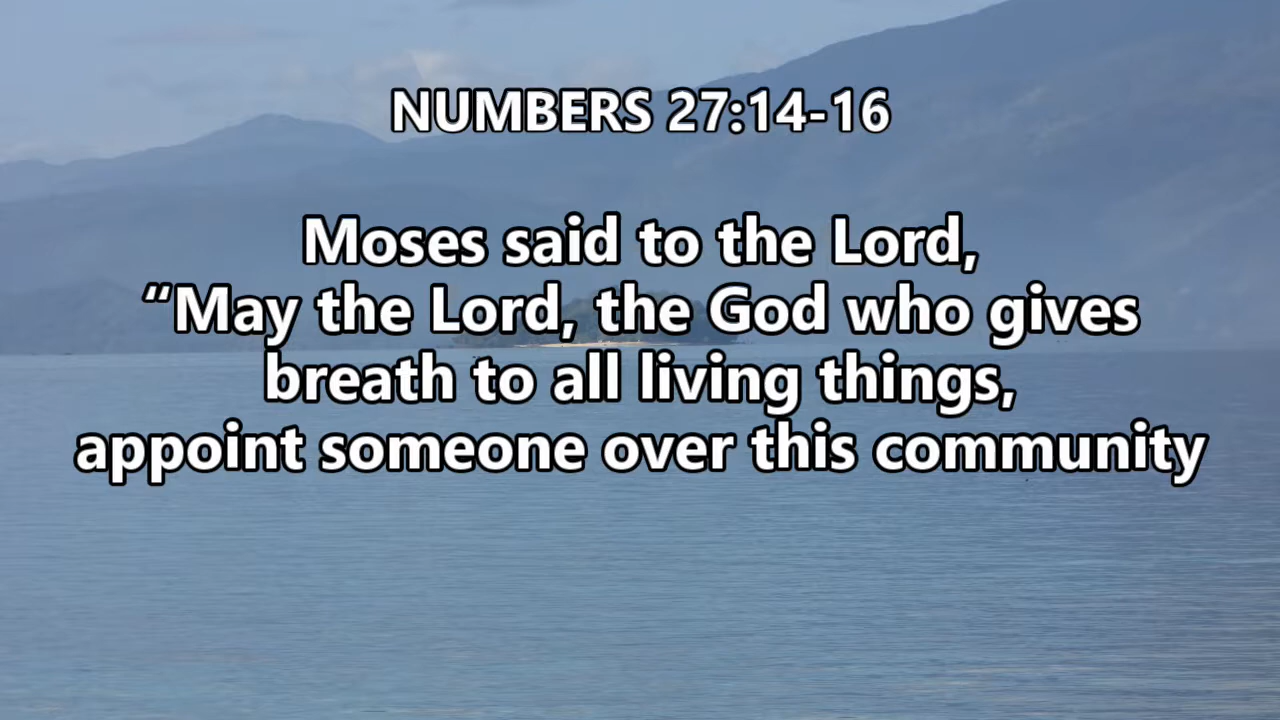 NUMBERS 27:14-16
Moses said to the Lord,
“May the Lord, the God who gives
breath to all living things,
appoint someone over this community